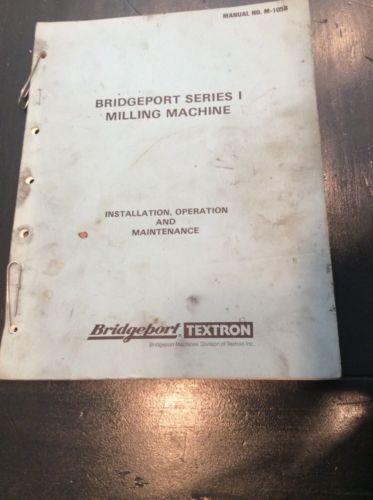 MANUAL NO. M-105B
BRIDGEPORT SERIES I
MILLING MACHINE
INSTALLATION, OPERATION
AND
MAINTENANCE
Bridgeport TEXTRON
Bridgeport Machines Division of Textron Inc.